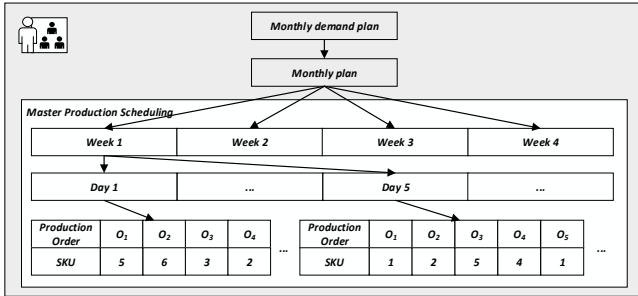 Monthly demand plan
Monthly plan
Master Production Scheduling
Week 1 Week 2 Week 3 Week 4
Day 1 ... Day 5 ...
Production Order O₁ O₂ O₃ O₄ ...
SKU 5 6 3 2
Production Order O₁ O₂ O₃ O₄ O₅ ...
SKU 1 2 5 4 1